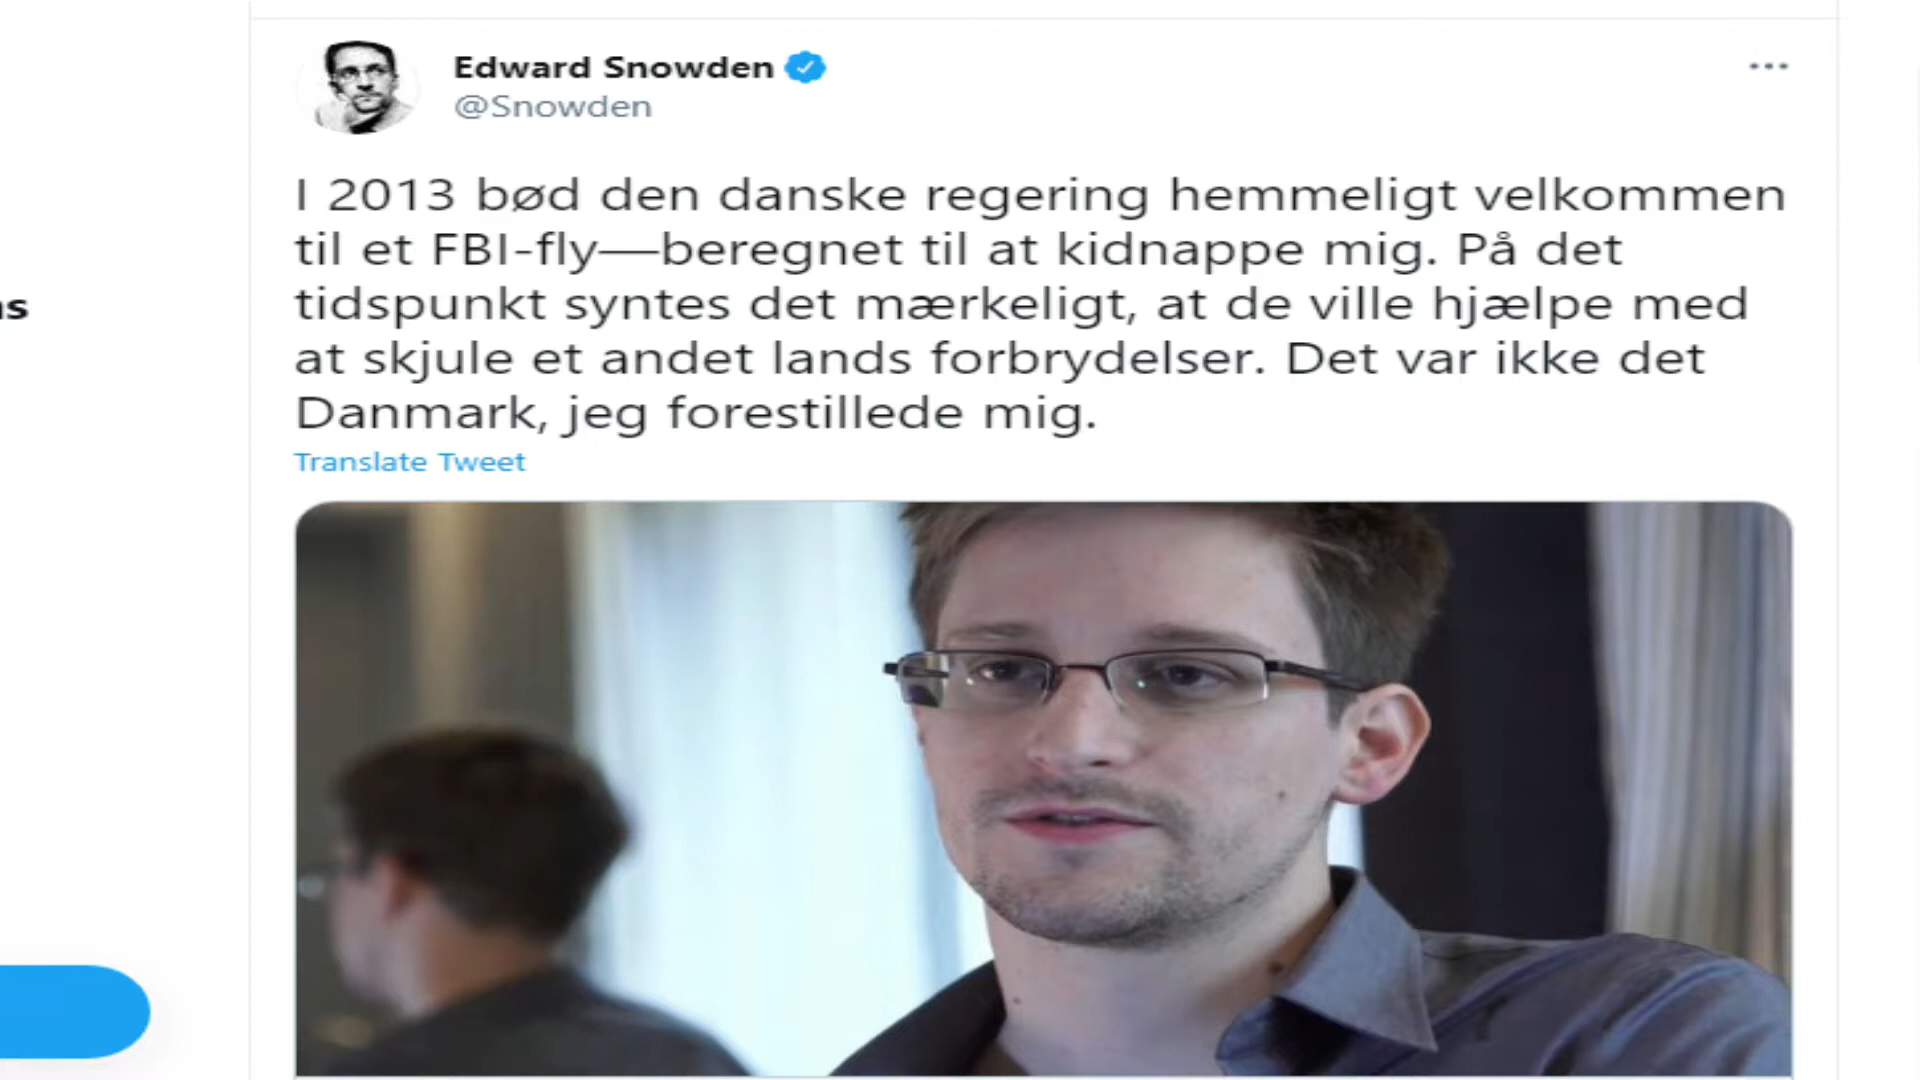 Edward Snowden
@Snowden
I 2013 bød den danske regering hemmeligt velkommen
til et FBI-fly—beregnet til at kidnappe mig. På det
tidspunkt syntes det mærkeligt, at de ville hjælpe med
at skjule et andet lands forbrydelser. Det var ikke det
Danmark, jeg forestillede mig.
Translate Tweet